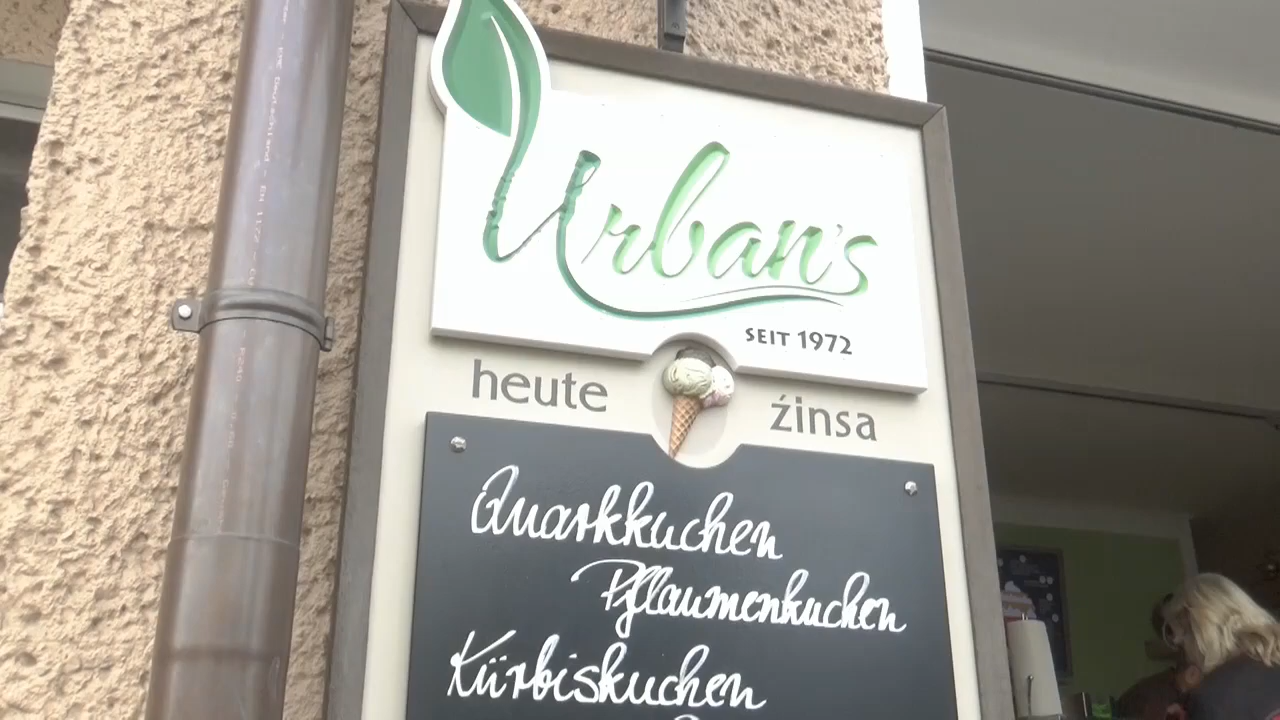 Urban's
SEIT 1972
heute źinsa
Quarkkuchen
Pflaumenkuchen
Kürbiskuchen